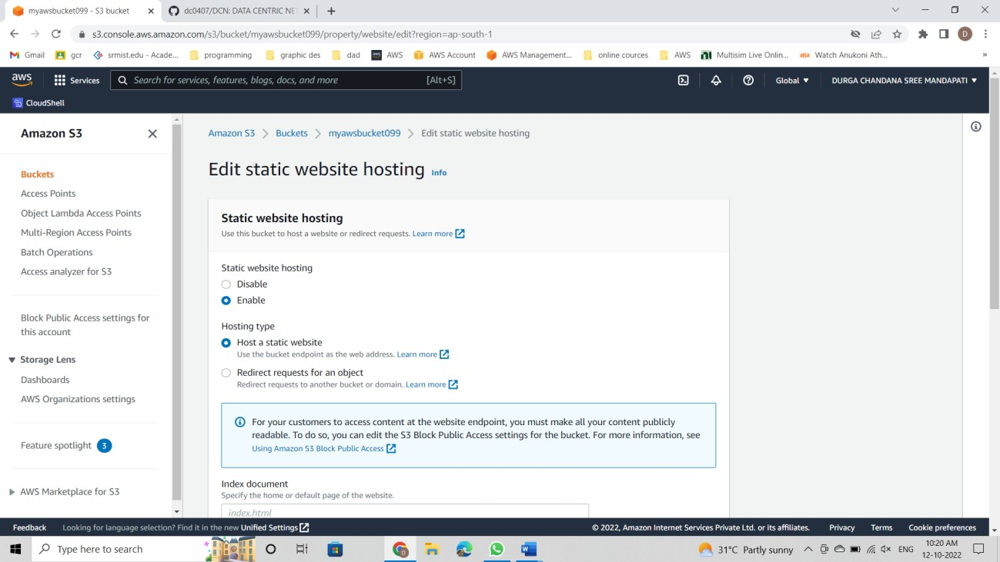 myawsbucket099 - S3 bucket
dc0407/DCN: DATA CENTRIC NE
s3.console.aws.amazon.com/s3/bucket/myawsbucket099/property/website/edit?region=ap-south-1
D
Gmail
gcr
srmist.edu - Acade...
programming
graphic des
dad
AWS
AWS Account
AWS Management...
online cources
AWS
Multisim Live Onlin...
Watch Anukoni Ath...
»
aws
Services
Search for services, features, blogs, docs, and more
[Alt+S]
Global
DURGA CHANDANA SREE MANDAPATI
CloudShell
Amazon S3
Buckets
Access Points
Object Lambda Access Points
Multi-Region Access Points
Batch Operations
Access analyzer for S3
Block Public Access settings for
this account
Storage Lens
Dashboards
AWS Organizations settings
Feature spotlight 3
AWS Marketplace for S3
Amazon S3 > Buckets > myawsbucket099 > Edit static website hosting
Edit static website hosting Info
Static website hosting
Use this bucket to host a website or redirect requests. Learn more
Static website hosting
Disable
Enable
Hosting type
Host a static website
Use the bucket endpoint as the web address. Learn more
Redirect requests for an object
Redirect requests to another bucket or domain. Learn more
For your customers to access content at the website endpoint, you must make all your content publicly
readable. To do so, you can edit the S3 Block Public Access settings for the bucket. For more information, see
Using Amazon S3 Block Public Access
Index document
Specify the home or default page of the website.
index.html
Feedback
Looking for language selection? Find it in the new Unified Settings
© 2022, Amazon Internet Services Private Ltd. or its affiliates.
Privacy
Terms
Cookie preferences
Type here to search
31°C Partly sunny
ENG
10:20 AM
12-10-2022